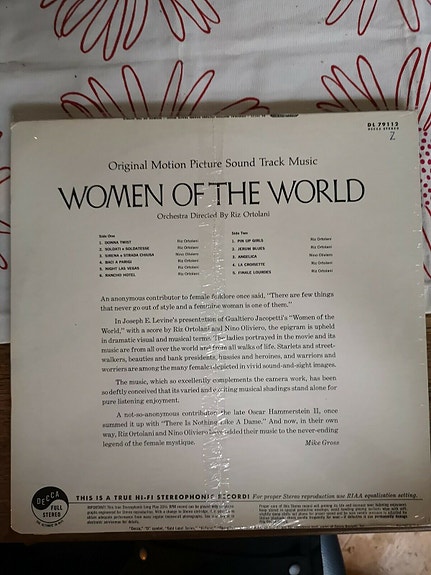 DL 79112
DECCA STEREO
Z
Original Motion Picture Sound Track Music
WOMEN OF THE WORLD
Orchestra Directed By Riz Ortolani
Side One
1. DONNA TWIST Riz Ortolani
2. SOLDATI e SOLDATESSE Riz Ortolani
3. SIRENA e STRADA CHIUSA Nino Oliviero
4. BACI A PARIGI Riz Ortolani
5. NIGHT LAS VEGAS Riz Ortolani
6. RANCHO HOTEL Riz Ortolani
Side Two
1. PIN UP GIRLS Riz Ortolani
2. JERUM BLUES Riz Ortolani
3. ANGELICA Nino Oliviero
4. LA CROISETTE Riz Ortolani
5. FINALE LOURDES Riz Ortolani
An anonymous contributor to female folklore once said, "There are few things
that never go out of style and a feminine woman is one of them."
In Joseph E. Levine's presentation of Gualtiero Jacopetti's "Women of the
World," with a score by Riz Ortolani and Nino Oliviero, the epigram is upheld
in dramatic visual and musical terms. The ladies portrayed in the movie and its
music are from all over the world and from all walks of life. Starlets and street-
walkers, beauties and bank presidents, hussies and heroines, and warriors and
worriers are among the many females depicted in vivid sound-and-sight images.
The music, which so excellently complements the camera work, has been
so deftly conceived that its varied and exciting musical shadings stand alone for
pure listening enjoyment.
A not-so-anonymous contributor, the late Oscar Hammerstein II, once
summed it up with "There Is Nothing Like A Dame." And now, in their own
way, Riz Ortolani and Nino Oliviero have added their music to the never-ending
legend of the female mystique. Mike Gross
DECCA
FULL
STEREO
THIS IS A TRUE HI-FI STEREOPHONIC RECORD! For proper Stereo reproduction use RIAA equalization setting.